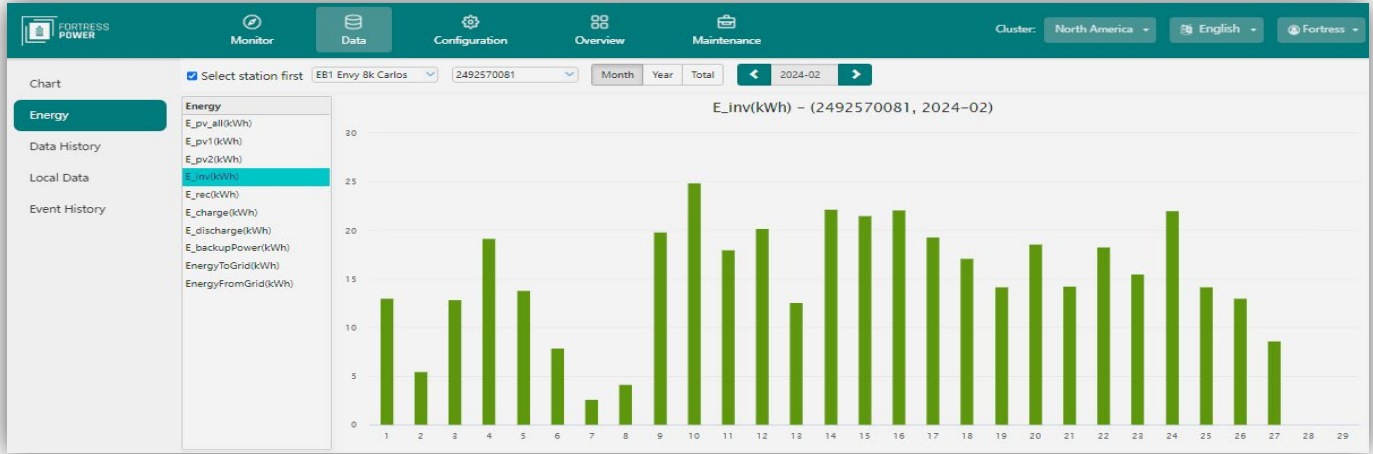 FORTRESS
POWER
Monitor
Data
Configuration
Overview
Maintenance
Cluster:
North America
English
Fortress
Chart
Energy
Data History
Local Data
Event History
Select station first
EB1 Envy 8k Carlos
2492570081
Month
Year
Total
2024-02
Energy
E_pv_all(kWh)
E_pv1(kWh)
E_pv2(kWh)
E_inv(kWh)
E_rec(kWh)
E_charge(kWh)
E_discharge(kWh)
E_backupPower(kWh)
EnergyToGrid(kWh)
EnergyFromGrid(kWh)
E_inv(kWh) - (2492570081, 2024-02)
30
25
20
15
10
5
0
1 2 3 4 5 6 7 8 9 10 11 12 13 14 15 16 17 18 19 20 21 22 23 24 25 26 27 28 29